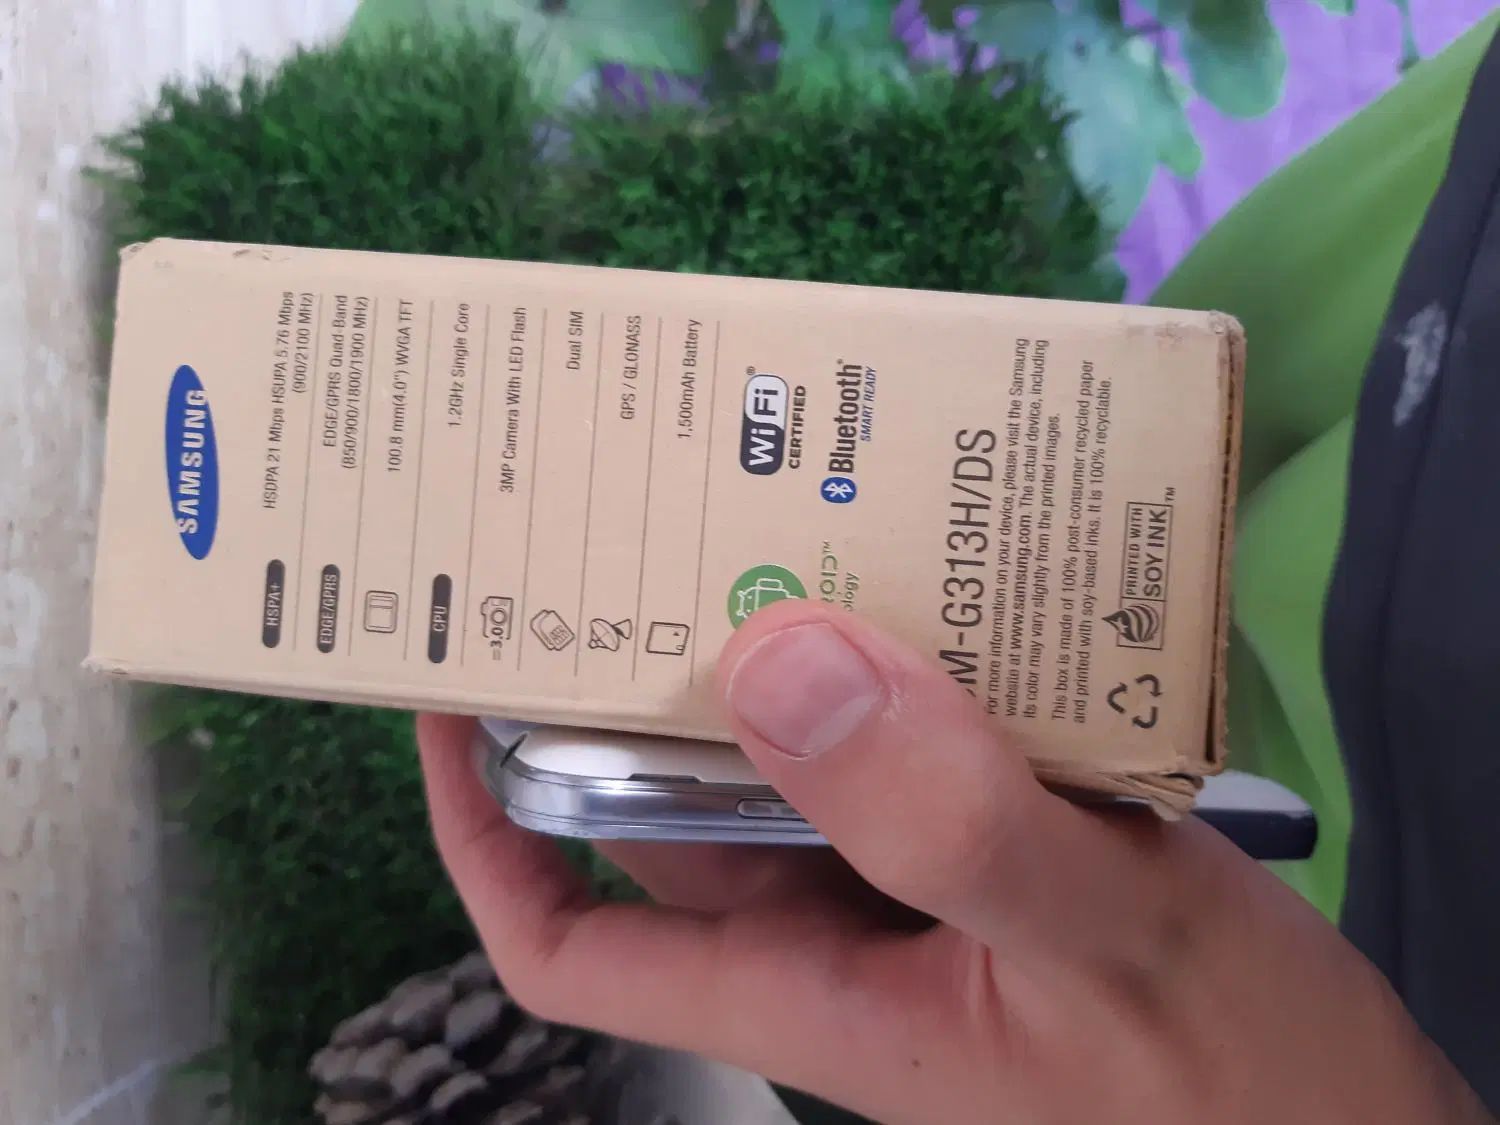 SAMSUNG
HSPA+ HSDPA 21 Mbps HSUPA 5.76 Mbps
(900/2100 MHz)
EDGE/GPRS EDGE/GPRS Quad-Band
(850/900/1800/1900 MHz)
100.8 mm(4.0") WVGA TFT
CPU 1.2GHz Single Core
=3.0 3MP Camera With LED Flash
Dual SIM
GPS / GLONASS
1,500mAh Battery
Wi Fi®
CERTIFIED
Bluetooth®
SMART READY
M-G313H/DS
For more information on your device, please visit the Samsung
website at www.samsung.com. The actual device, including
its color may vary slightly from the printed images.
This box is made of 100% post-consumer recycled paper
and printed with soy-based inks. It is 100% recyclable.
PRINTED WITH
SOY INK™